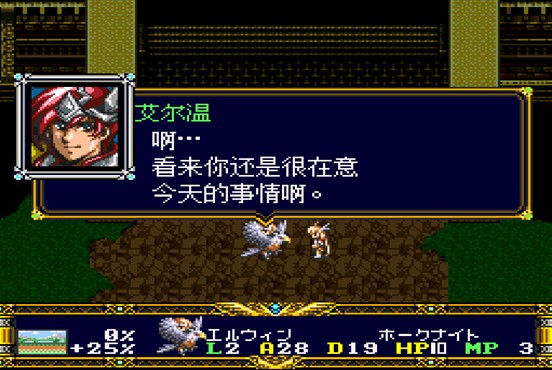 艾尔温
啊…
看来你还是很在意
今天的事情啊。
0% エルウィン ホークナイト
+25% L2 A28 D19 HP10 MP 3